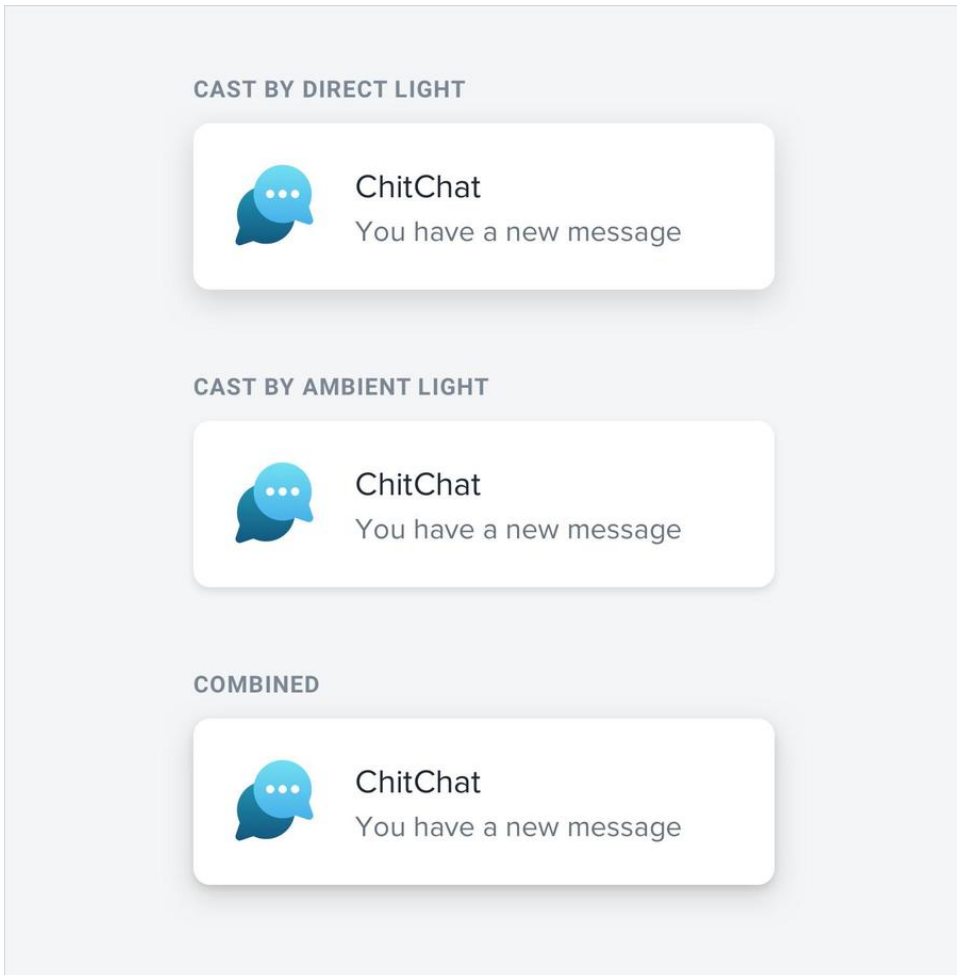 CAST BY DIRECT LIGHT
ChitChat
You have a new message
CAST BY AMBIENT LIGHT
ChitChat
You have a new message
COMBINED
ChitChat
You have a new message